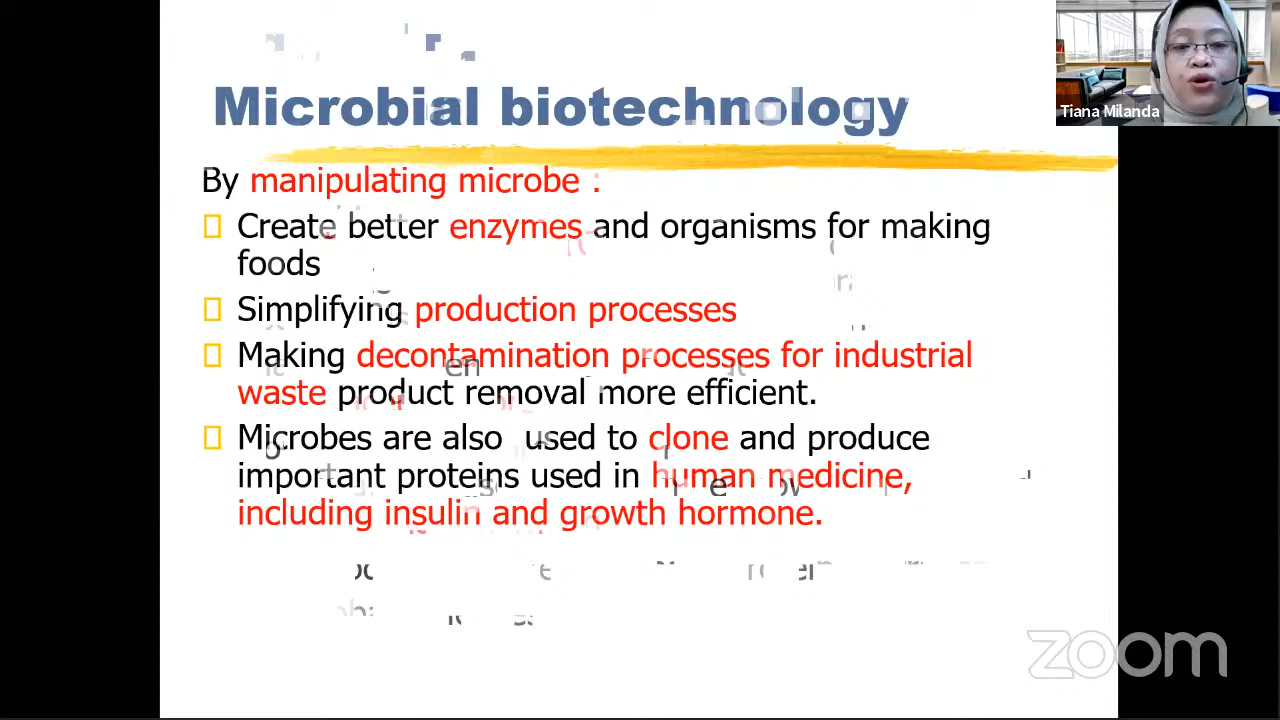 Microbial biotechnology
Tiana Milanda
By manipulating microbe :
Create better enzymes and organisms for making
foods
Simplifying production processes
Making decontamination processes for industrial
waste product removal more efficient.
Microbes are also used to clone and produce
important proteins used in human medicine,
including insulin and growth hormone.
zoom